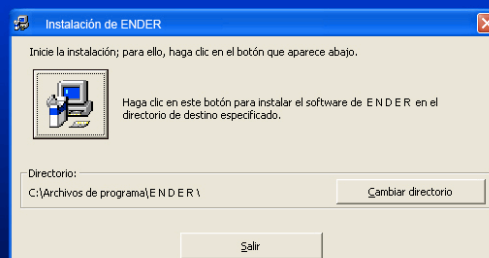 Instalación de ENDER
Inicie la instalación; para ello, haga clic en el botón que aparece abajo.
Haga clic en este botón para instalar el software de E N D E R en el
directorio de destino especificado.
Directorio:
C:\Archivos de programa\E N D E R \
Cambiar directorio
Salir